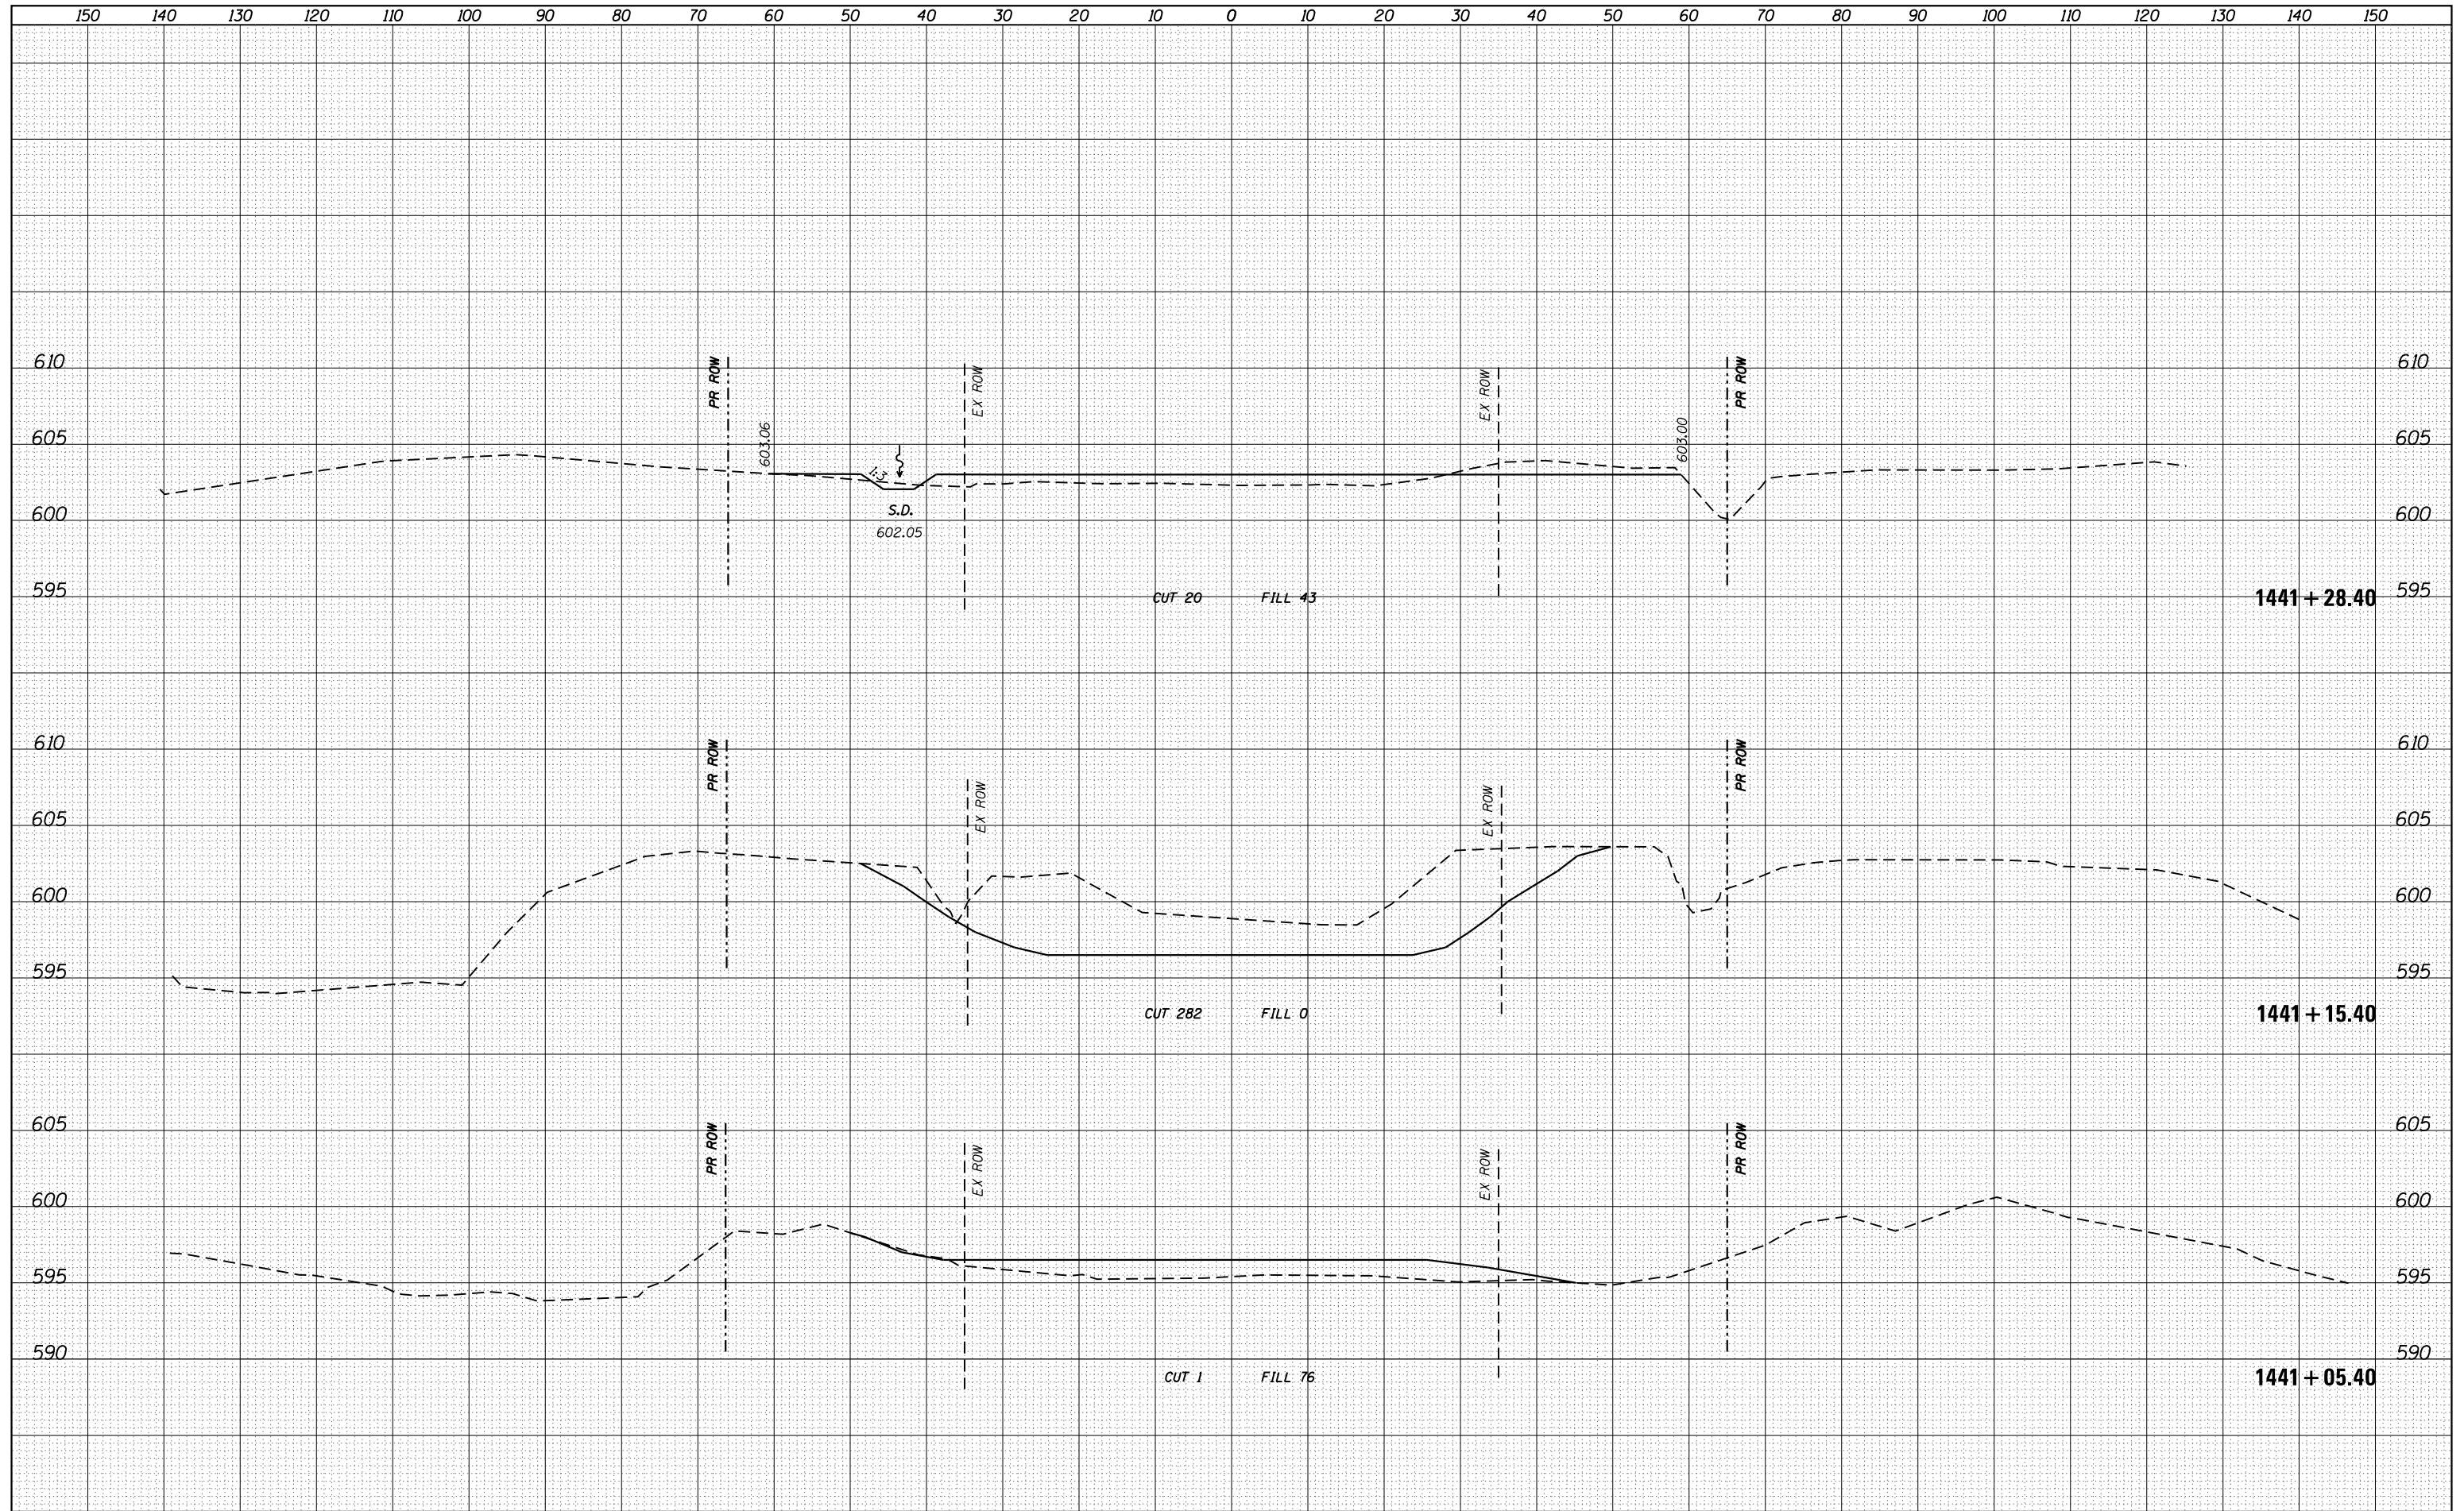 150 140 130 120 110 100 90 80 70 60 50 40 30 20 10 0 10 20 30 40 50 60 70 80 90 100 110 120 130 140 150
610 PR ROW EX ROW EX ROW PR ROW 610
605 603.06 603.00 605
1:3
600 S.D. 600
602.05
595 CUT 20 FILL 43 1441+28.40 595
610 PR ROW EX ROW EX ROW PR ROW 610
605 605
600 600
595 595
CUT 282 FILL 0 1441+15.40
605 PR ROW EX ROW EX ROW PR ROW 605
600 600
595 595
590 590
CUT 1 FILL 76 1441+05.40